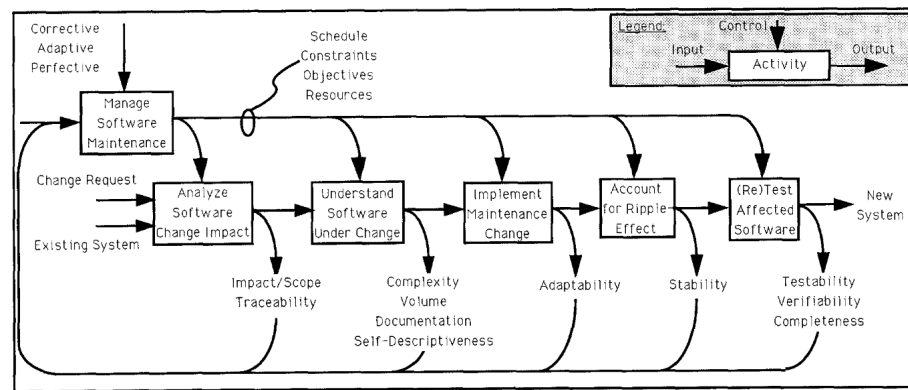 Corrective
Adaptive
Perfective
Schedule
Constraints
Objectives
Resources
Legend:
Control
Input
Output
Activity
Manage
Software
Maintenance
Change Request
Existing System
Analyze
Software
Change Impact
Understand
Software
Under Change
Implement
Maintenance
Change
Account
for Ripple
Effect
(Re)Test
Affected
Software
New
System
Impact/Scope
Traceability
Complexity
Volume
Documentation
Self-Descriptiveness
Adaptability
Stability
Testability
Verifiability
Completeness